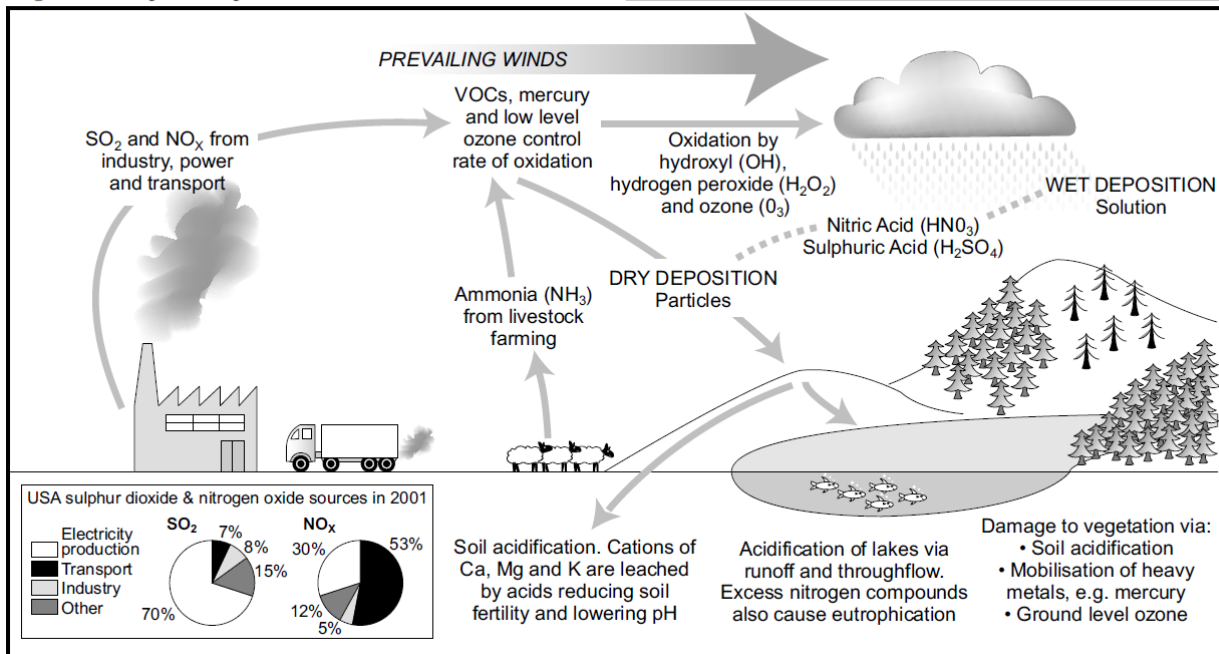 PREVAILING WINDS
SO2 and NOX from
industry, power
and transport
VOCs, mercury
and low level
ozone control
rate of oxidation
Oxidation by
hydroxyl (OH),
hydrogen peroxide (H2O2)
and ozone (03)
WET DEPOSITION
Solution
Nitric Acid (HN03)
Sulphuric Acid (H2SO4)
DRY DEPOSITION
Particles
Ammonia (NH3)
from livestock
farming
USA sulphur dioxide & nitrogen oxide sources in 2001
Electricity
production
Transport
Industry
Other
SO2
7%
8%
15%
70%
NOX
30%
53%
12%
5%
Soil acidification. Cations of
Ca, Mg and K are leached
by acids reducing soil
fertility and lowering pH
Acidification of lakes via
runoff and throughflow.
Excess nitrogen compounds
also cause eutrophication
Damage to vegetation via:
• Soil acidification
• Mobilisation of heavy
metals, e.g. mercury
• Ground level ozone